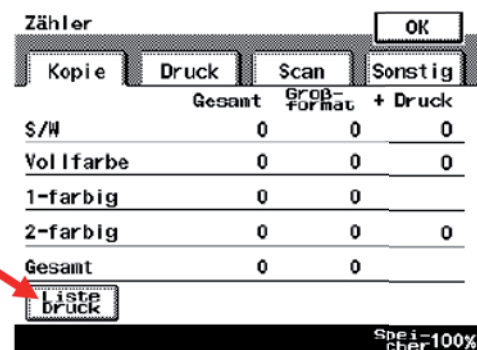 Zähler OK
Kopie Druck Scan Sonstig
Gesamt Groß-format + Druck
S/W 0 0 0
Vollfarbe 0 0 0
1-farbig 0 0
2-farbig 0 0 0
Gesamt 0 0
Liste
Druck
Spei-
cher 100%